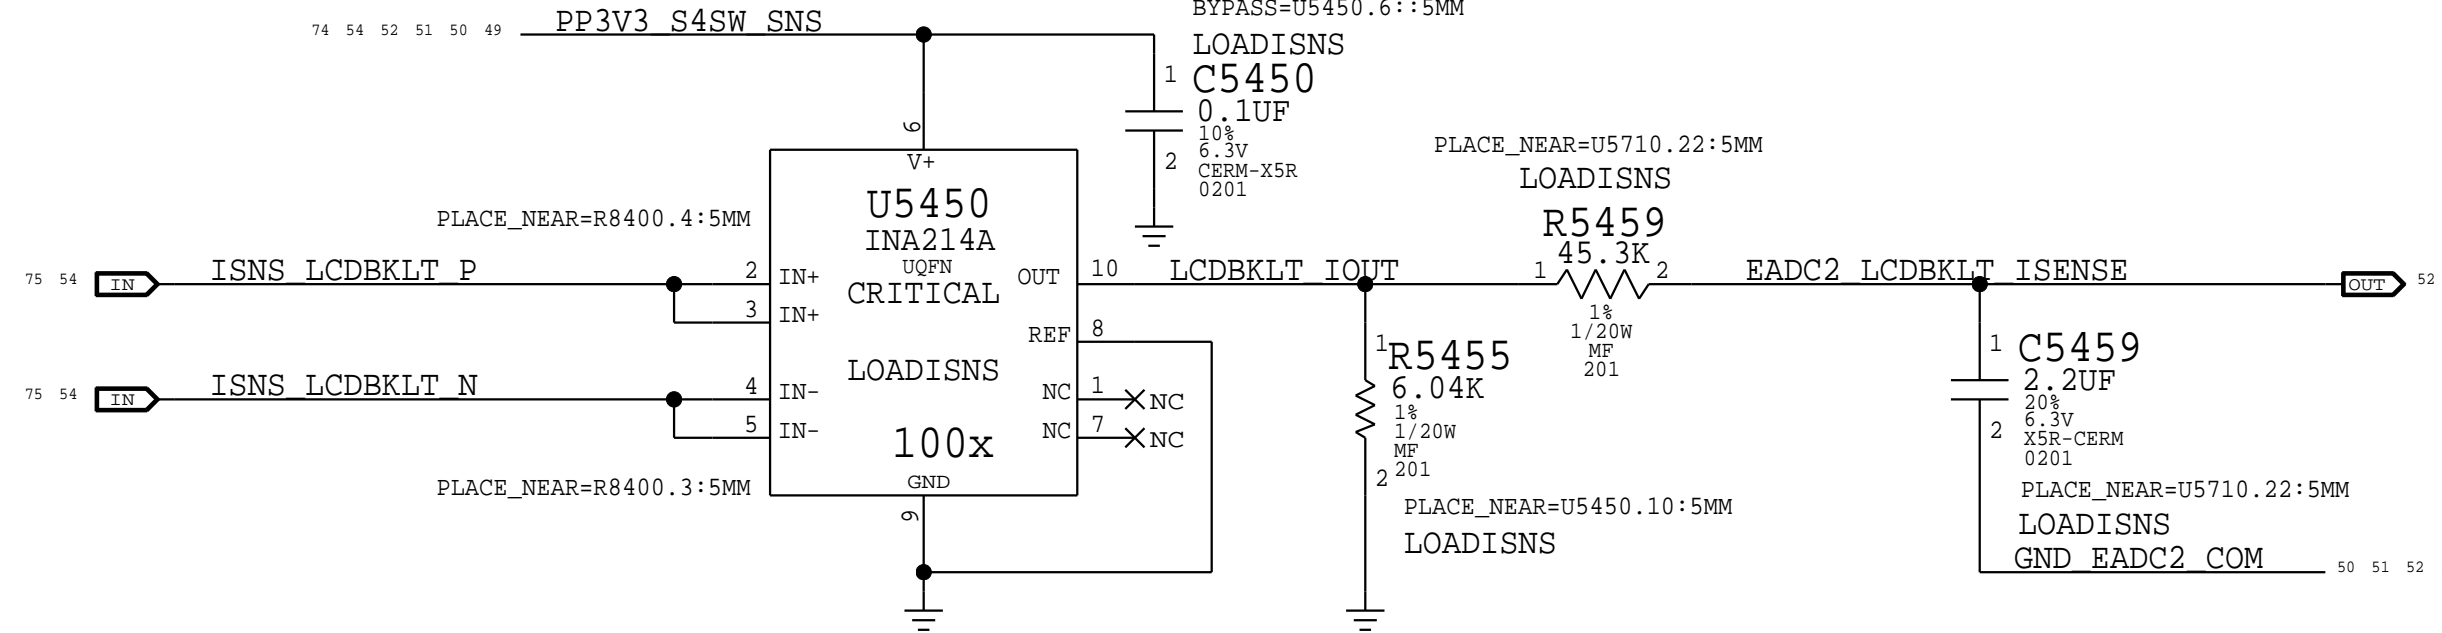 BYPASS=U5450.6::5MM
74 54 52 51 50 49
PP3V3_S4SW_SNS
LOADISNS
1
C5450
0.1UF
10%
6.3V
CERM-X5R
0201
2
6
V+
PLACE_NEAR=U5710.22:5MM
LOADISNS
R5459
45.3K
1
2
1%
1/20W
MF
201
PLACE_NEAR=R8400.4:5MM
U5450
INA214A
UQFN
CRITICAL
LOADISNS
100x
GND
9
75 54
IN
ISNS_LCDBKLT_P
2
IN+
3
IN+
75 54
IN
ISNS_LCDBKLT_N
4
IN-
5
IN-
PLACE_NEAR=R8400.3:5MM
OUT
10
LCDBKLT_IOUT
REF
8
NC
1
NC
NC
7
NC
1
R5455
6.04K
1%
1/20W
MF
201
2
PLACE_NEAR=U5450.10:5MM
LOADISNS
EADC2_LCDBKLT_ISENSE
OUT
52
1
C5459
2.2UF
20%
6.3V
X5R-CERM
0201
2
PLACE_NEAR=U5710.22:5MM
LOADISNS
GND_EADC2_COM
50 51 52